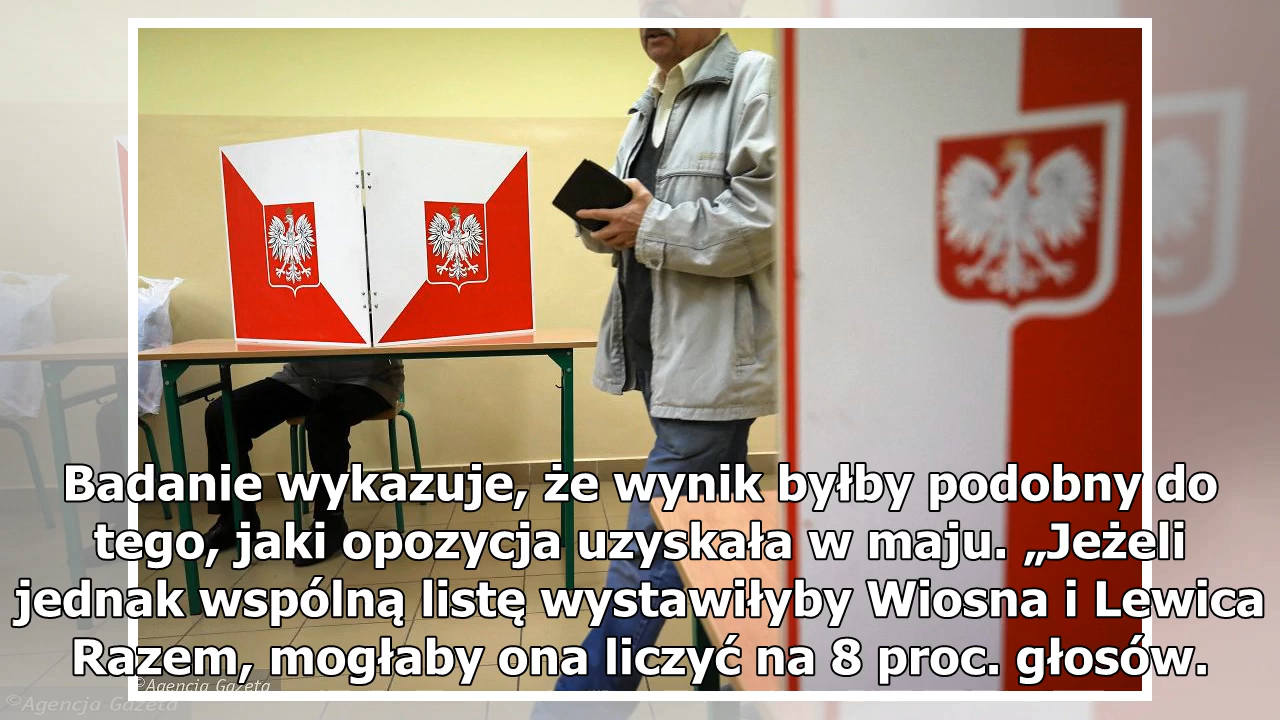 Badanie wykazuje, że wynik byłby podobny do
tego, jaki opozycja uzyskała w maju. „Jeżeli
jednak wspólną listę wystawiłyby Wiosna i Lewica
Razem, mogłaby ona liczyć na 8 proc. głosów.
©Agencja Gazeta
©Agencja Gazeta